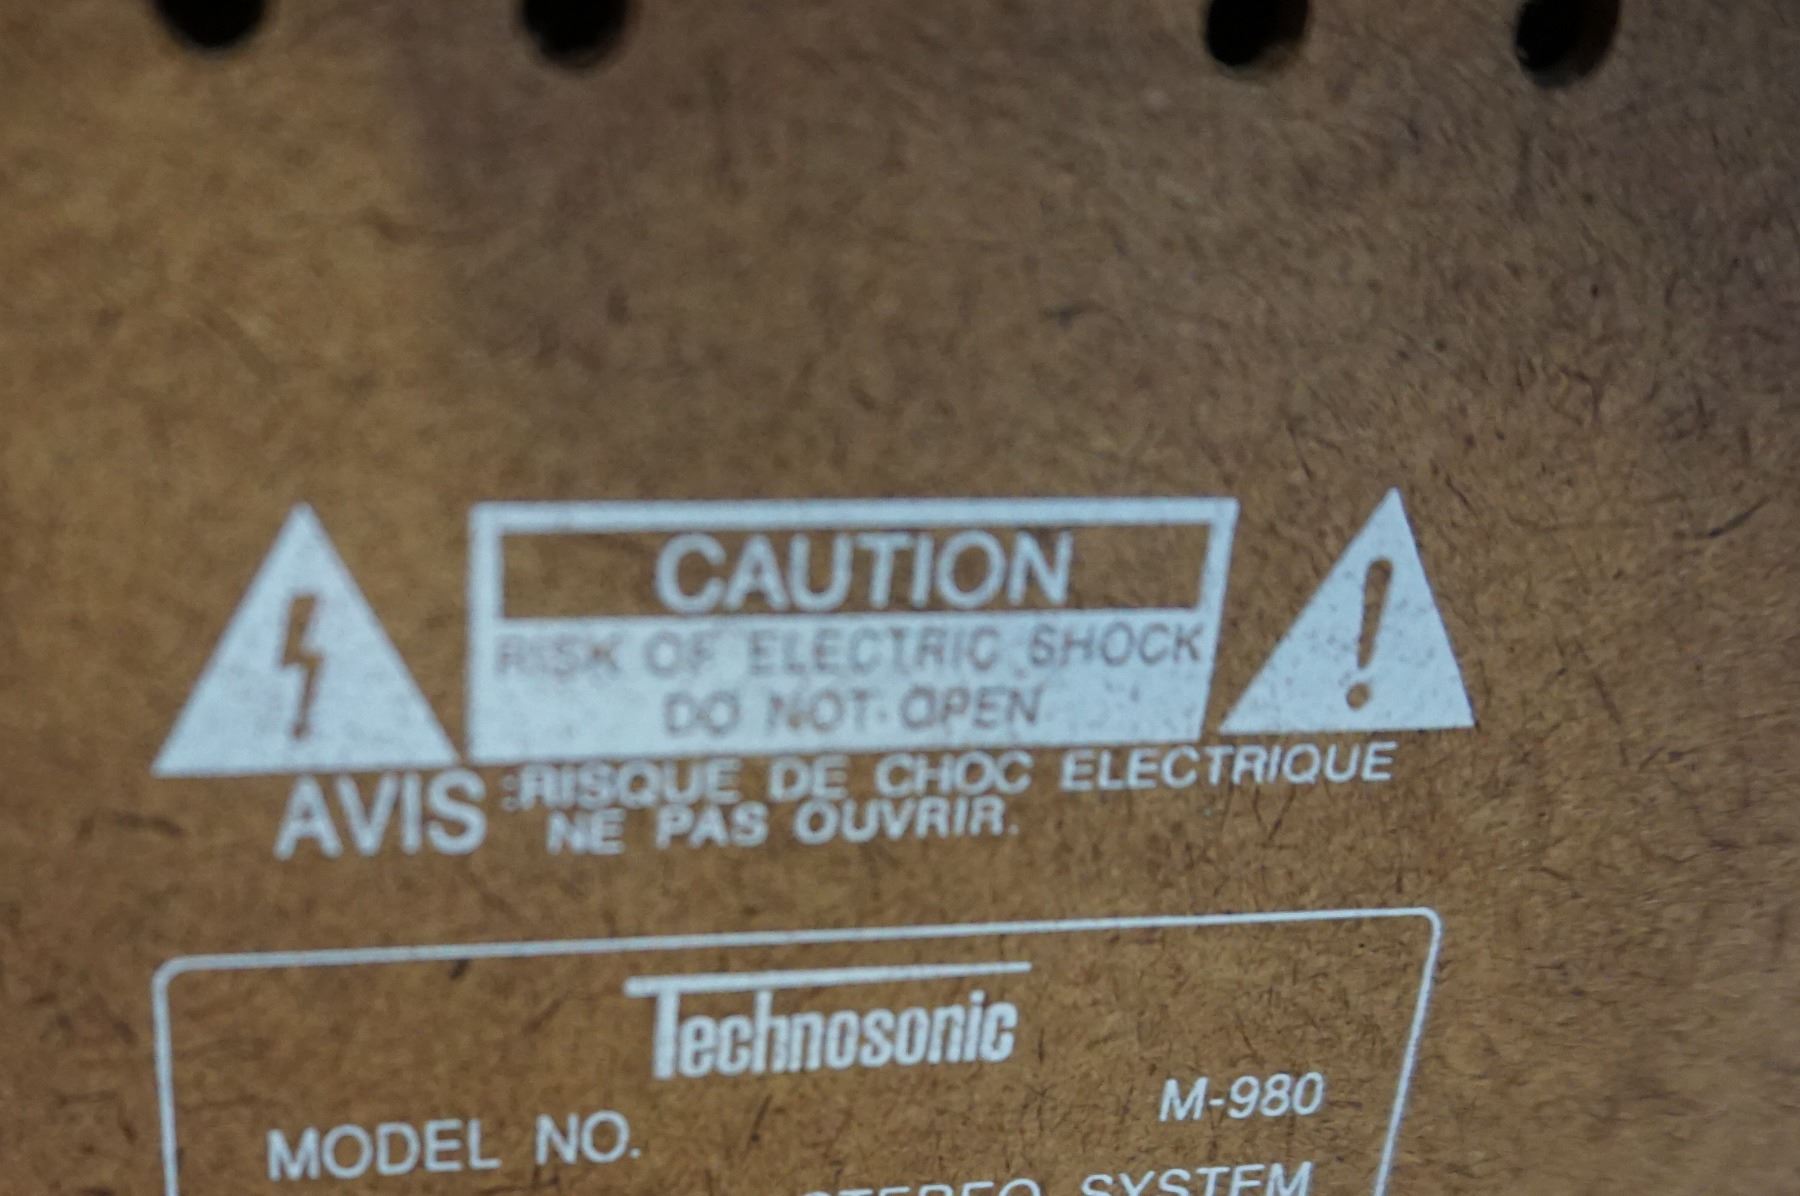 CAUTION
RISK OF ELECTRIC SHOCK
DO NOT OPEN
AVIS :RISQUE DE CHOC ELECTRIQUE
NE PAS OUVRIR.
Technosonic
MODEL NO. M-980
STEREO SYSTEM